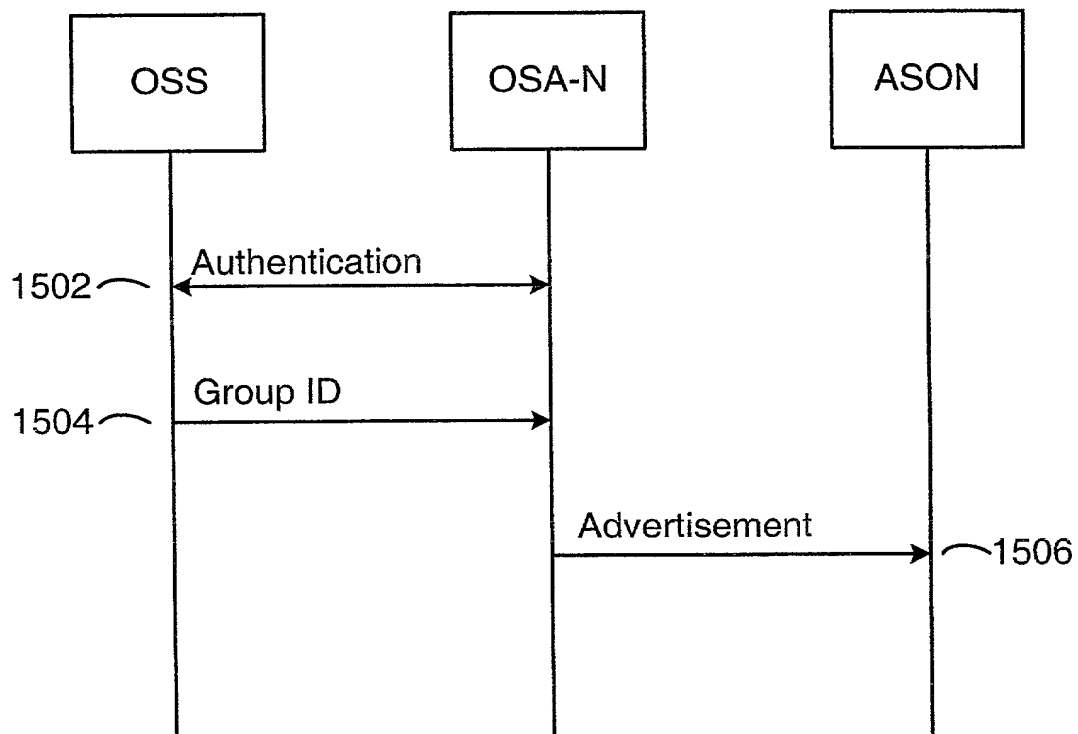 OSS
OSA-N
ASON
Authentication
1502
Group ID
1504
Advertisement
1506